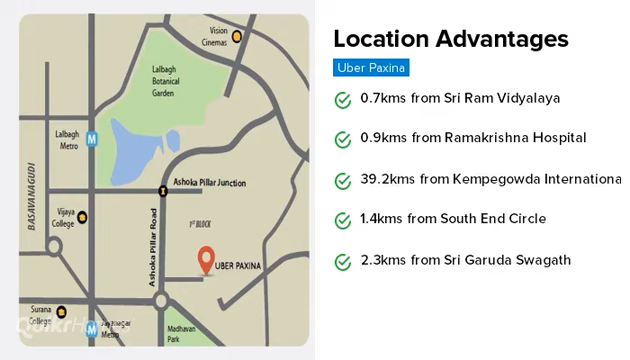 Location Advantages
Uber Paxina
0.7kms from Sri Ram Vidyalaya
0.9kms from Ramakrishna Hospital
39.2kms from Kempegowda Internationa
1.4kms from South End Circle
2.3kms from Sri Garuda Swagath
Vision
Cinemas
Lalbagh
Botanical
Garden
Lalbagh
Metro
M
BASAVANAGUDI
Ashoka Pillar Junction
Vijaya
College
Ashoka Pillar Road
1ST BLOCK
UBER PAXINA
Surana
College
QuikrHomes
Jayanagar
Metro
M
Madhavan
Park